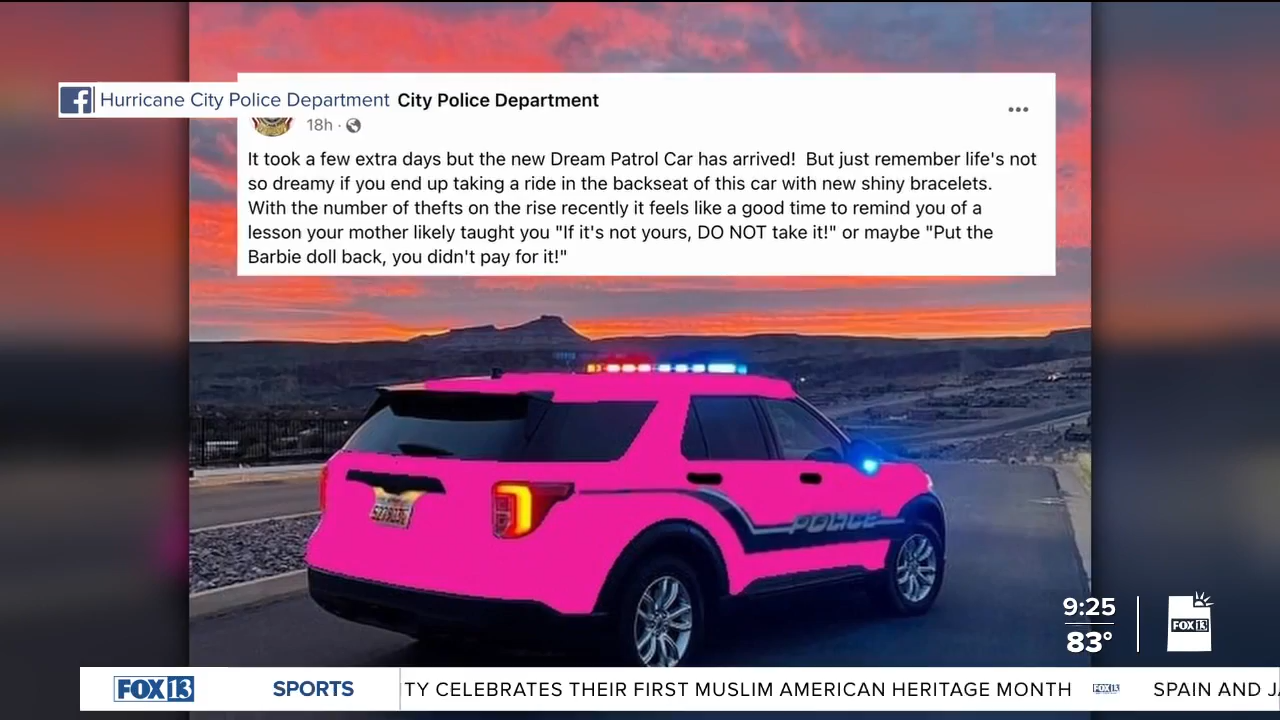 Hurricane City Police Department City Police Department
18h ·
It took a few extra days but the new Dream Patrol Car has arrived!  But just remember life's not
so dreamy if you end up taking a ride in the backseat of this car with new shiny bracelets.
With the number of thefts on the rise recently it feels like a good time to remind you of a
lesson your mother likely taught you "If it's not yours, DO NOT take it!" or maybe "Put the
Barbie doll back, you didn't pay for it!"
POLICE
9:25
83°
FOX 13
FOX 13 SPORTS TY CELEBRATES THEIR FIRST MUSLIM AMERICAN HERITAGE MONTH FOX 13 SPAIN AND JA